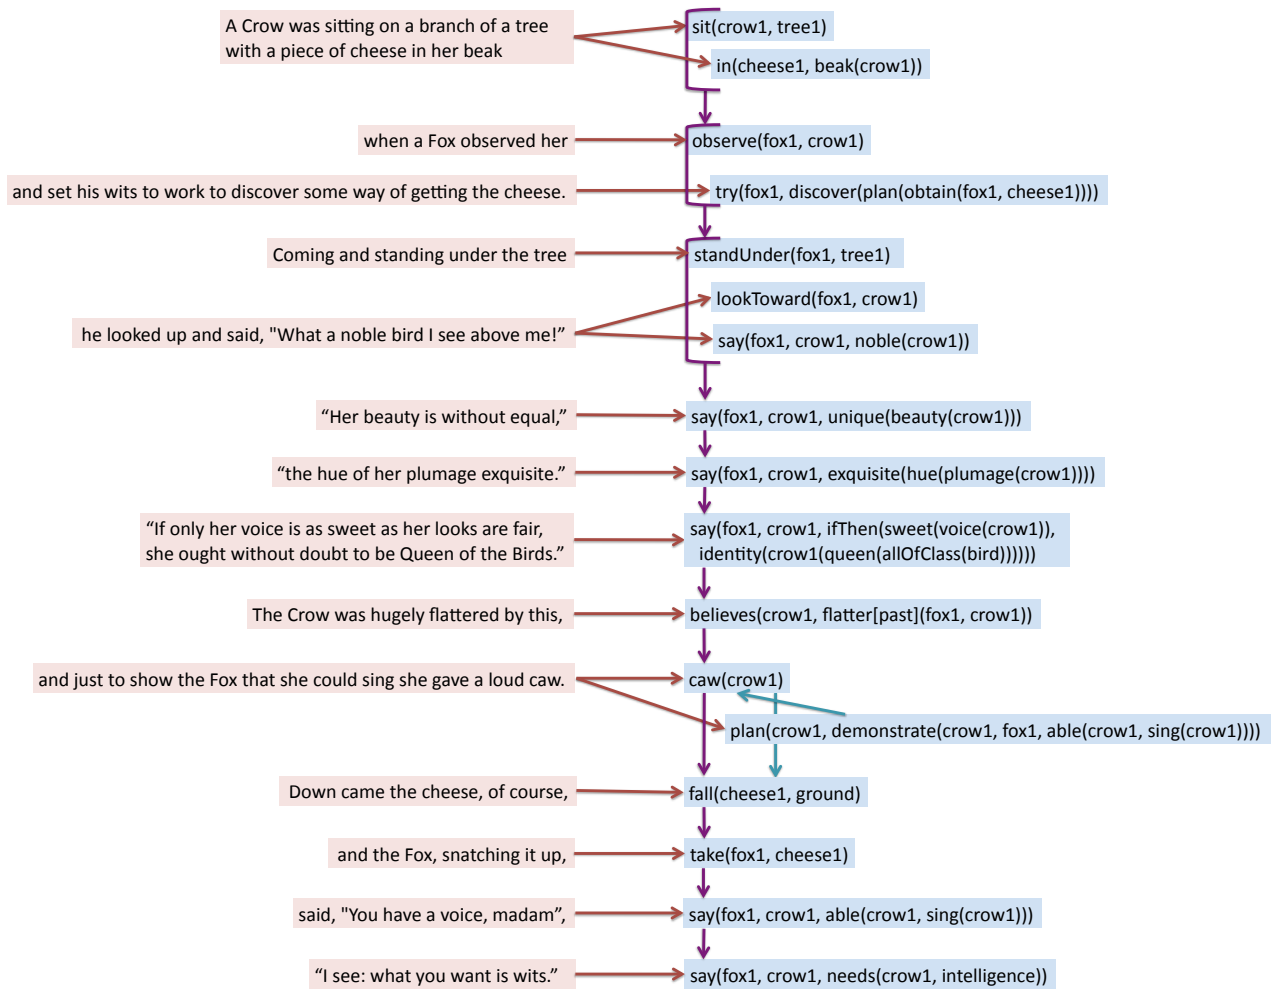 A Crow was sitting on a branch of a tree
with a piece of cheese in her beak
sit(crow1, tree1)
in(cheese1, beak(crow1))
when a Fox observed her
observe(fox1, crow1)
and set his wits to work to discover some way of getting the cheese.
try(fox1, discover(plan(obtain(fox1, cheese1))))
Coming and standing under the tree
standUnder(fox1, tree1)
lookToward(fox1, crow1)
he looked up and said, "What a noble bird I see above me!”
say(fox1, crow1, noble(crow1))
“Her beauty is without equal,”
say(fox1, crow1, unique(beauty(crow1)))
“the hue of her plumage exquisite.”
say(fox1, crow1, exquisite(hue(plumage(crow1))))
“If only her voice is as sweet as her looks are fair,
she ought without doubt to be Queen of the Birds.”
say(fox1, crow1, ifThen(sweet(voice(crow1)),
identity(crow1(queen(allOfClass(bird))))))
The Crow was hugely flattered by this,
believes(crow1, flatter[past](fox1, crow1))
and just to show the Fox that she could sing she gave a loud caw.
caw(crow1)
plan(crow1, demonstrate(crow1, fox1, able(crow1, sing(crow1))))
Down came the cheese, of course,
fall(cheese1, ground)
and the Fox, snatching it up,
take(fox1, cheese1)
said, "You have a voice, madam”,
say(fox1, crow1, able(crow1, sing(crow1)))
“I see: what you want is wits.”
say(fox1, crow1, needs(crow1, intelligence))